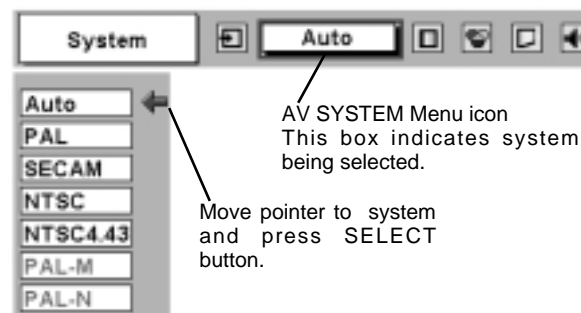 System
Auto
Auto
PAL
SECAM
NTSC
NTSC4.43
PAL-M
PAL-N
AV SYSTEM Menu icon
This box indicates system
being selected.
Move pointer to system
and press SELECT
button.